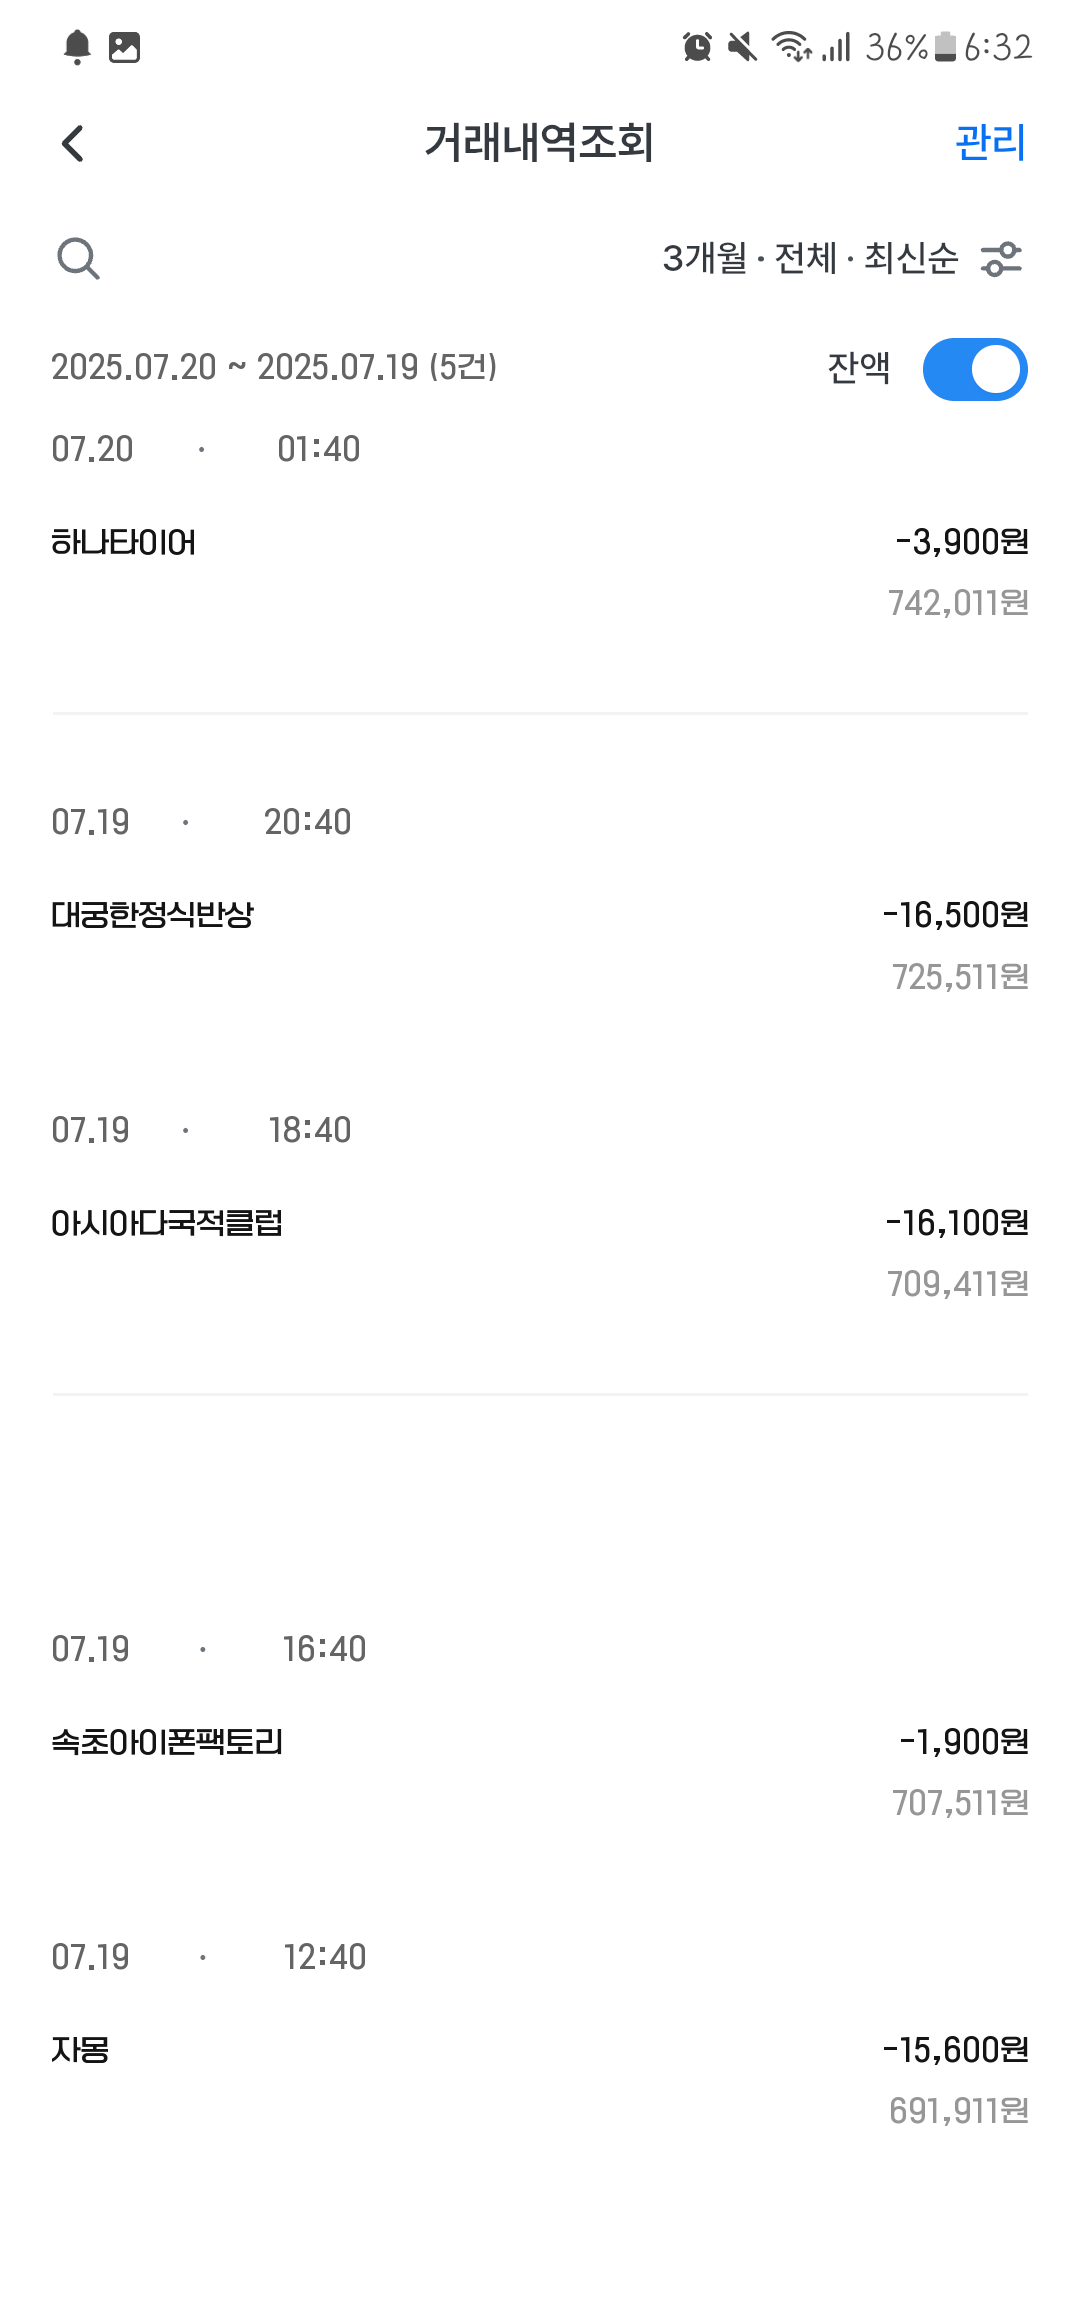 36% 6:32
거래내역조회 관리
3개월 · 전체 · 최신순
2025.07.20 ~ 2025.07.19 (5건) 잔액
07.20 · 01:40
하나타이어 -3,900원
742,011원
07.19 · 20:40
대궁한정식반상 -16,500원
725,511원
07.19 · 18:40
아시아다국적클럽 -16,100원
709,411원
07.19 · 16:40
속초아이폰팩토리 -1,900원
707,511원
07.19 · 12:40
자몽 -15,600원
691,911원